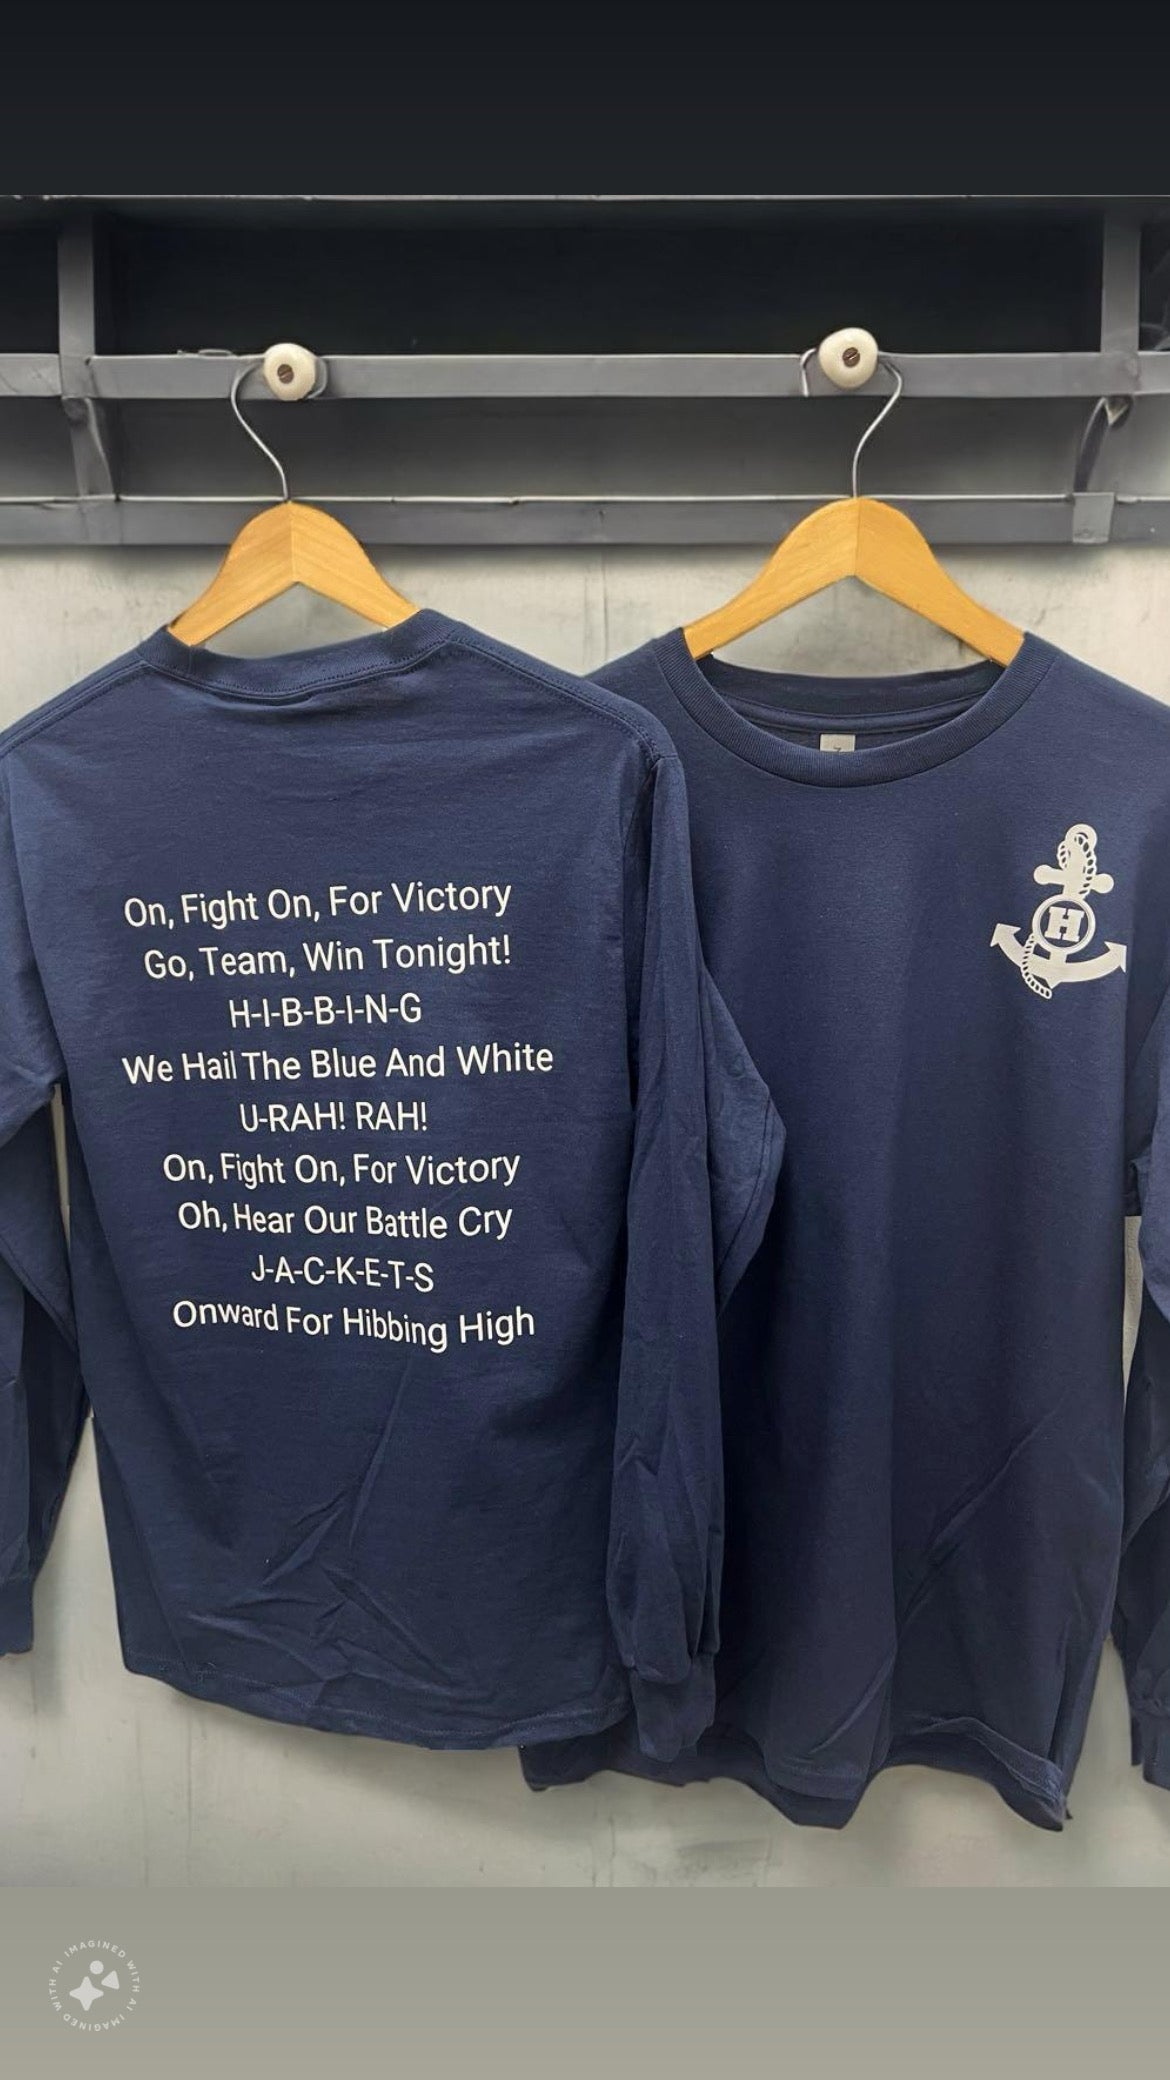 On, Fight On, For Victory
Go, Team, Win Tonight!
H-I-B-B-I-N-G
We Hail The Blue And White
U-RAH! RAH!
On, Fight On, For Victory
Oh, Hear Our Battle Cry
J-A-C-K-E-T-S
Onward For Hibbing High
H
IMAGINED WITH AI IMAGINED WITH AI